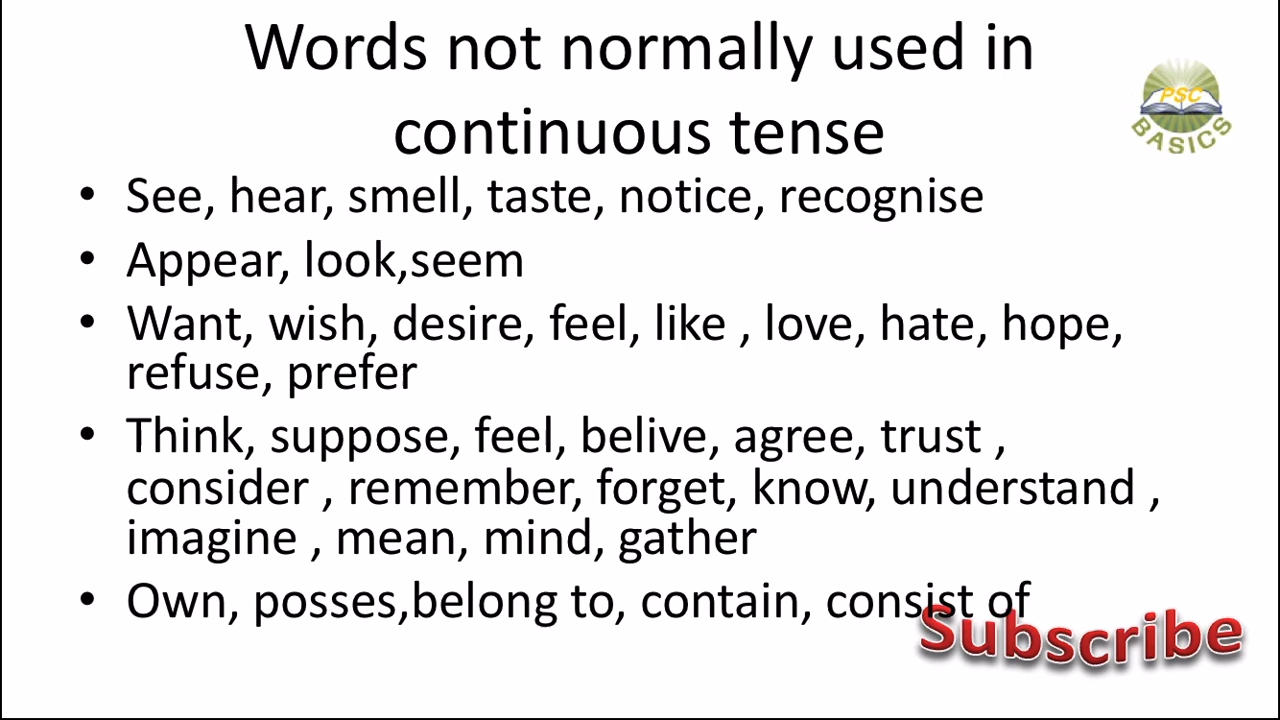 Words not normally used in
continuous tense
PSC
BASICS
• See, hear, smell, taste, notice, recognise
• Appear, look,seem
• Want, wish, desire, feel, like , love, hate, hope,
refuse, prefer
• Think, suppose, feel, belive, agree, trust ,
consider , remember, forget, know, understand ,
imagine , mean, mind, gather
• Own, posses,belong to, contain, consist of
Subscribe